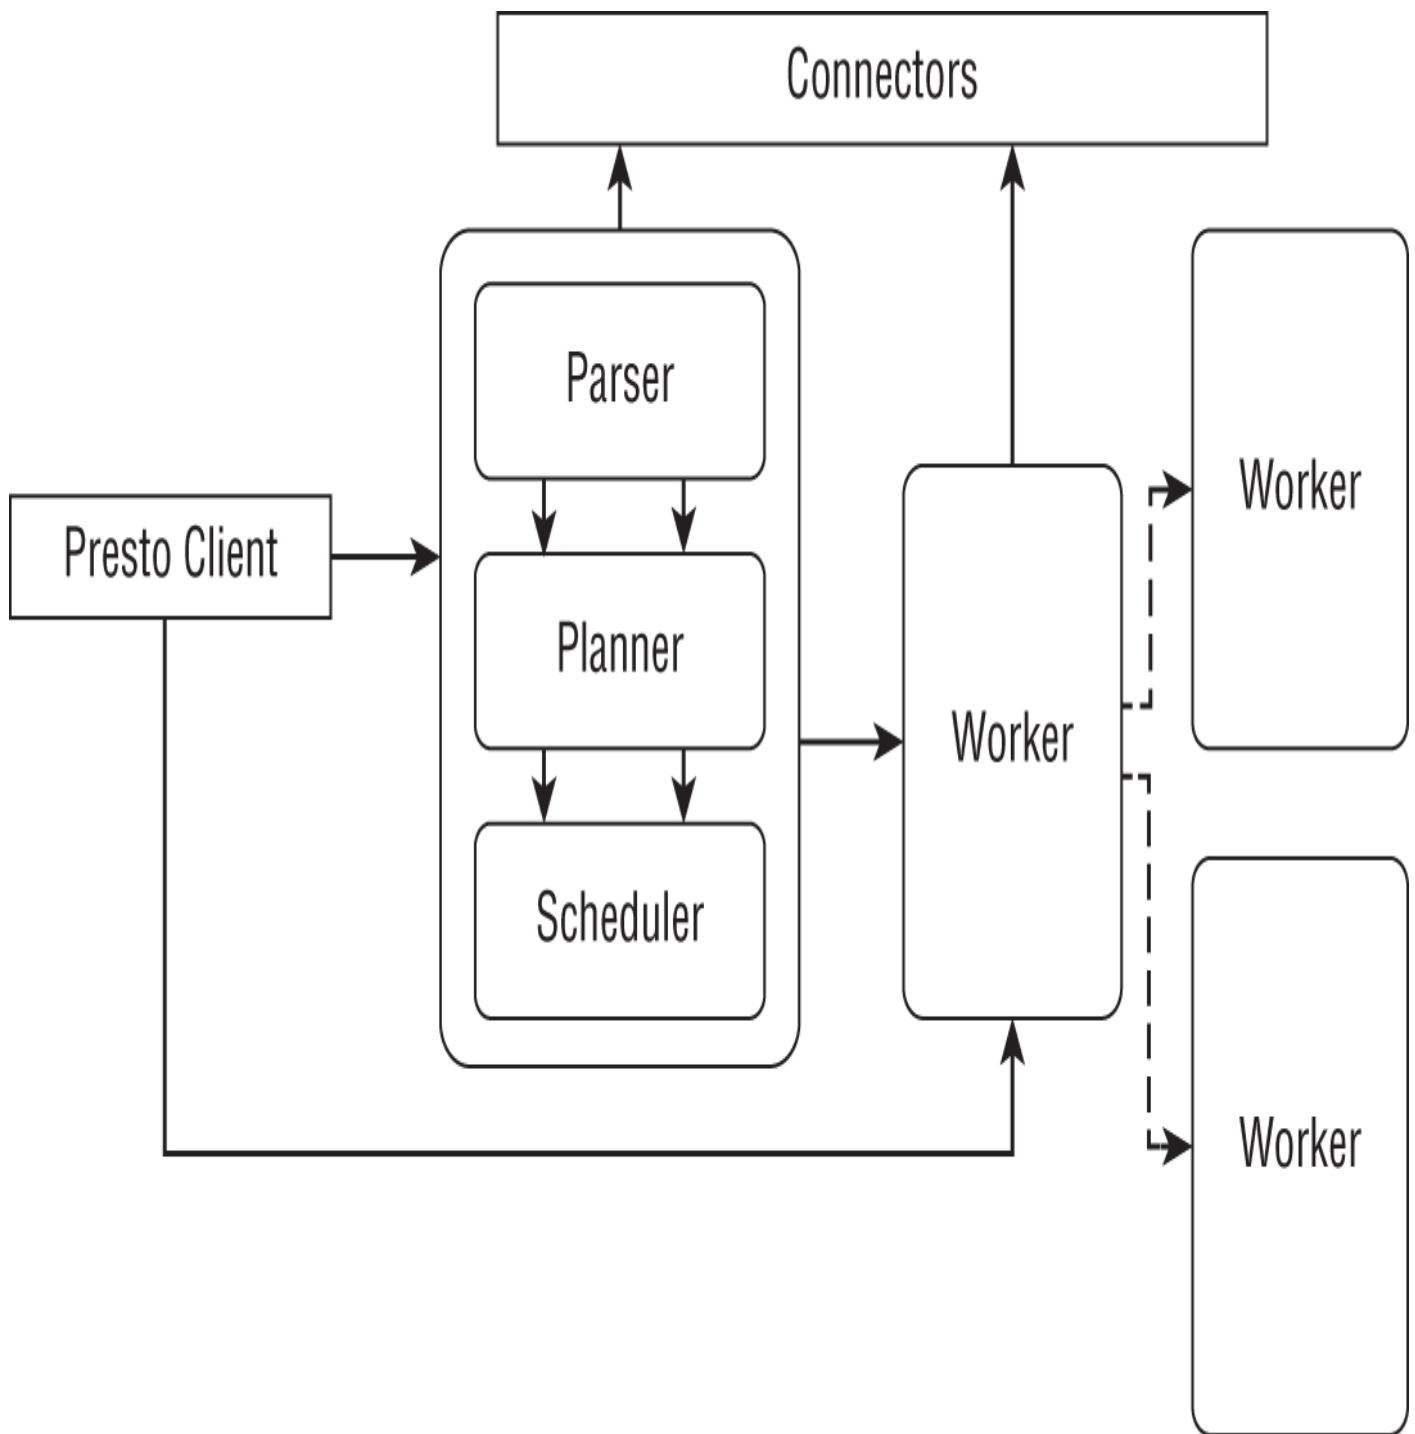 Connectors
Parser
Worker
Presto Client
Planner
Worker
Scheduler
Worker